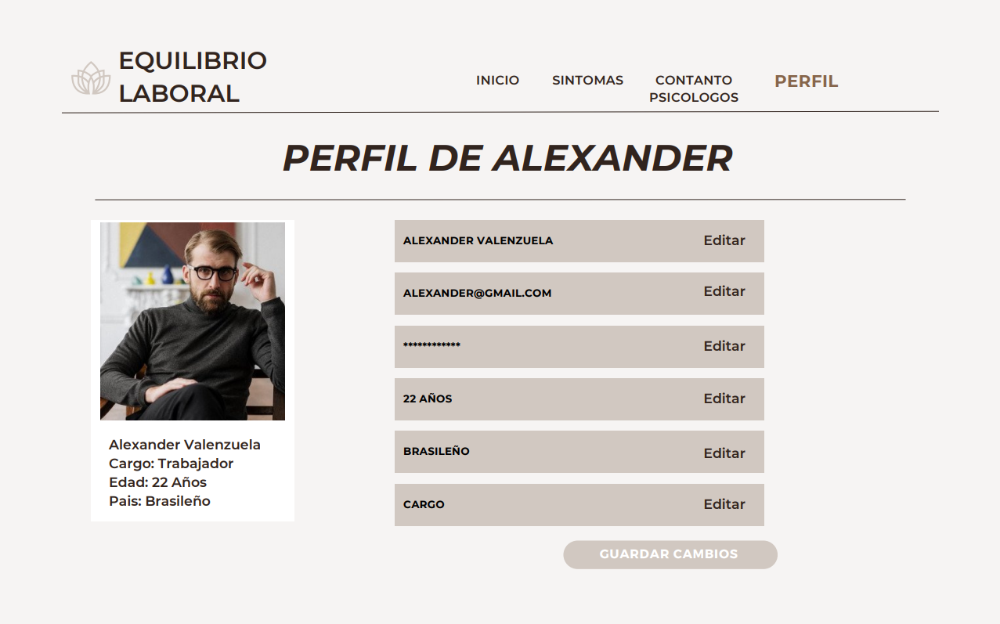 EQUILIBRIO
LABORAL
INICIO
SINTOMAS
CONTANTO
PSICOLOGOS
PERFIL
PERFIL DE ALEXANDER
Alexander Valenzuela
Cargo: Trabajador
Edad: 22 Años
Pais: Brasileño
ALEXANDER VALENZUELA Editar
ALEXANDER@GMAIL.COM Editar
************ Editar
22 AÑOS Editar
BRASILEÑO Editar
CARGO Editar
GUARDAR CAMBIOS